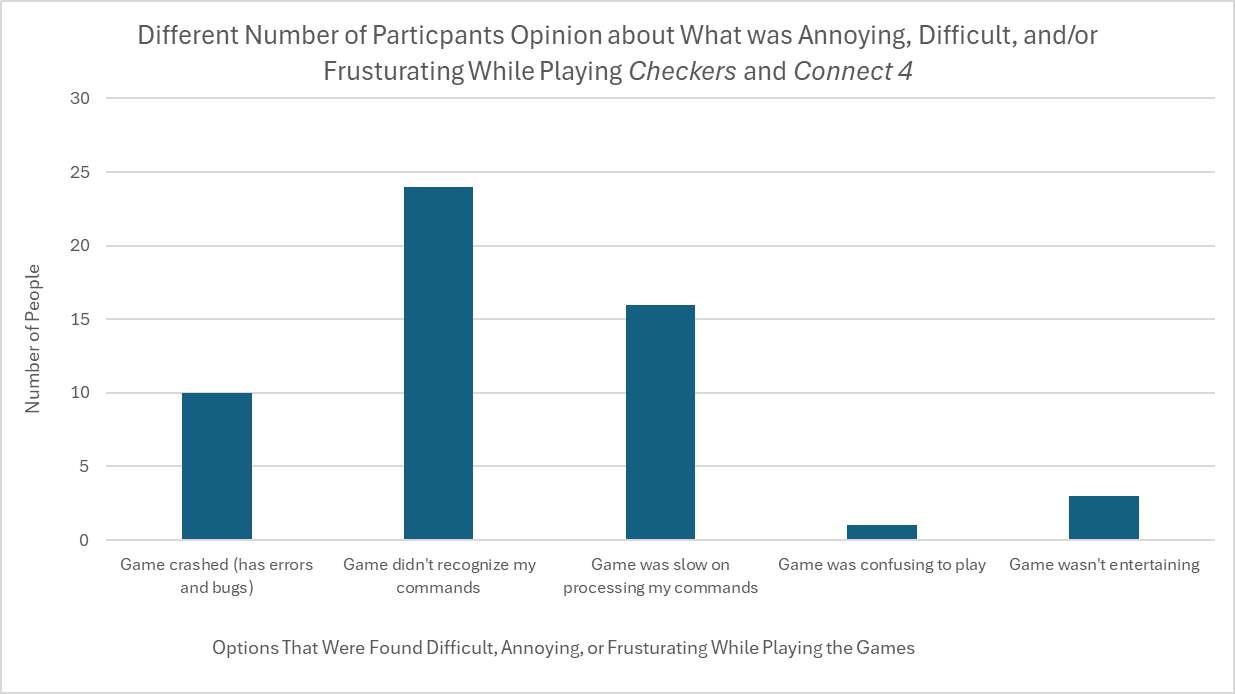 Different Number of Particpants Opinion about What was Annoying, Difficult, and/or
Frusturating While Playing Checkers and Connect 4
30
25
20
15
10
5
0
Number of People
Game crashed (has errors
and bugs)
Game didn't recognize my
commands
Game was slow on
processing my commands
Game was confusing to play
Game wasn't entertaining
Options That Were Found Difficult, Annoying, or Frusturating While Playing the Games